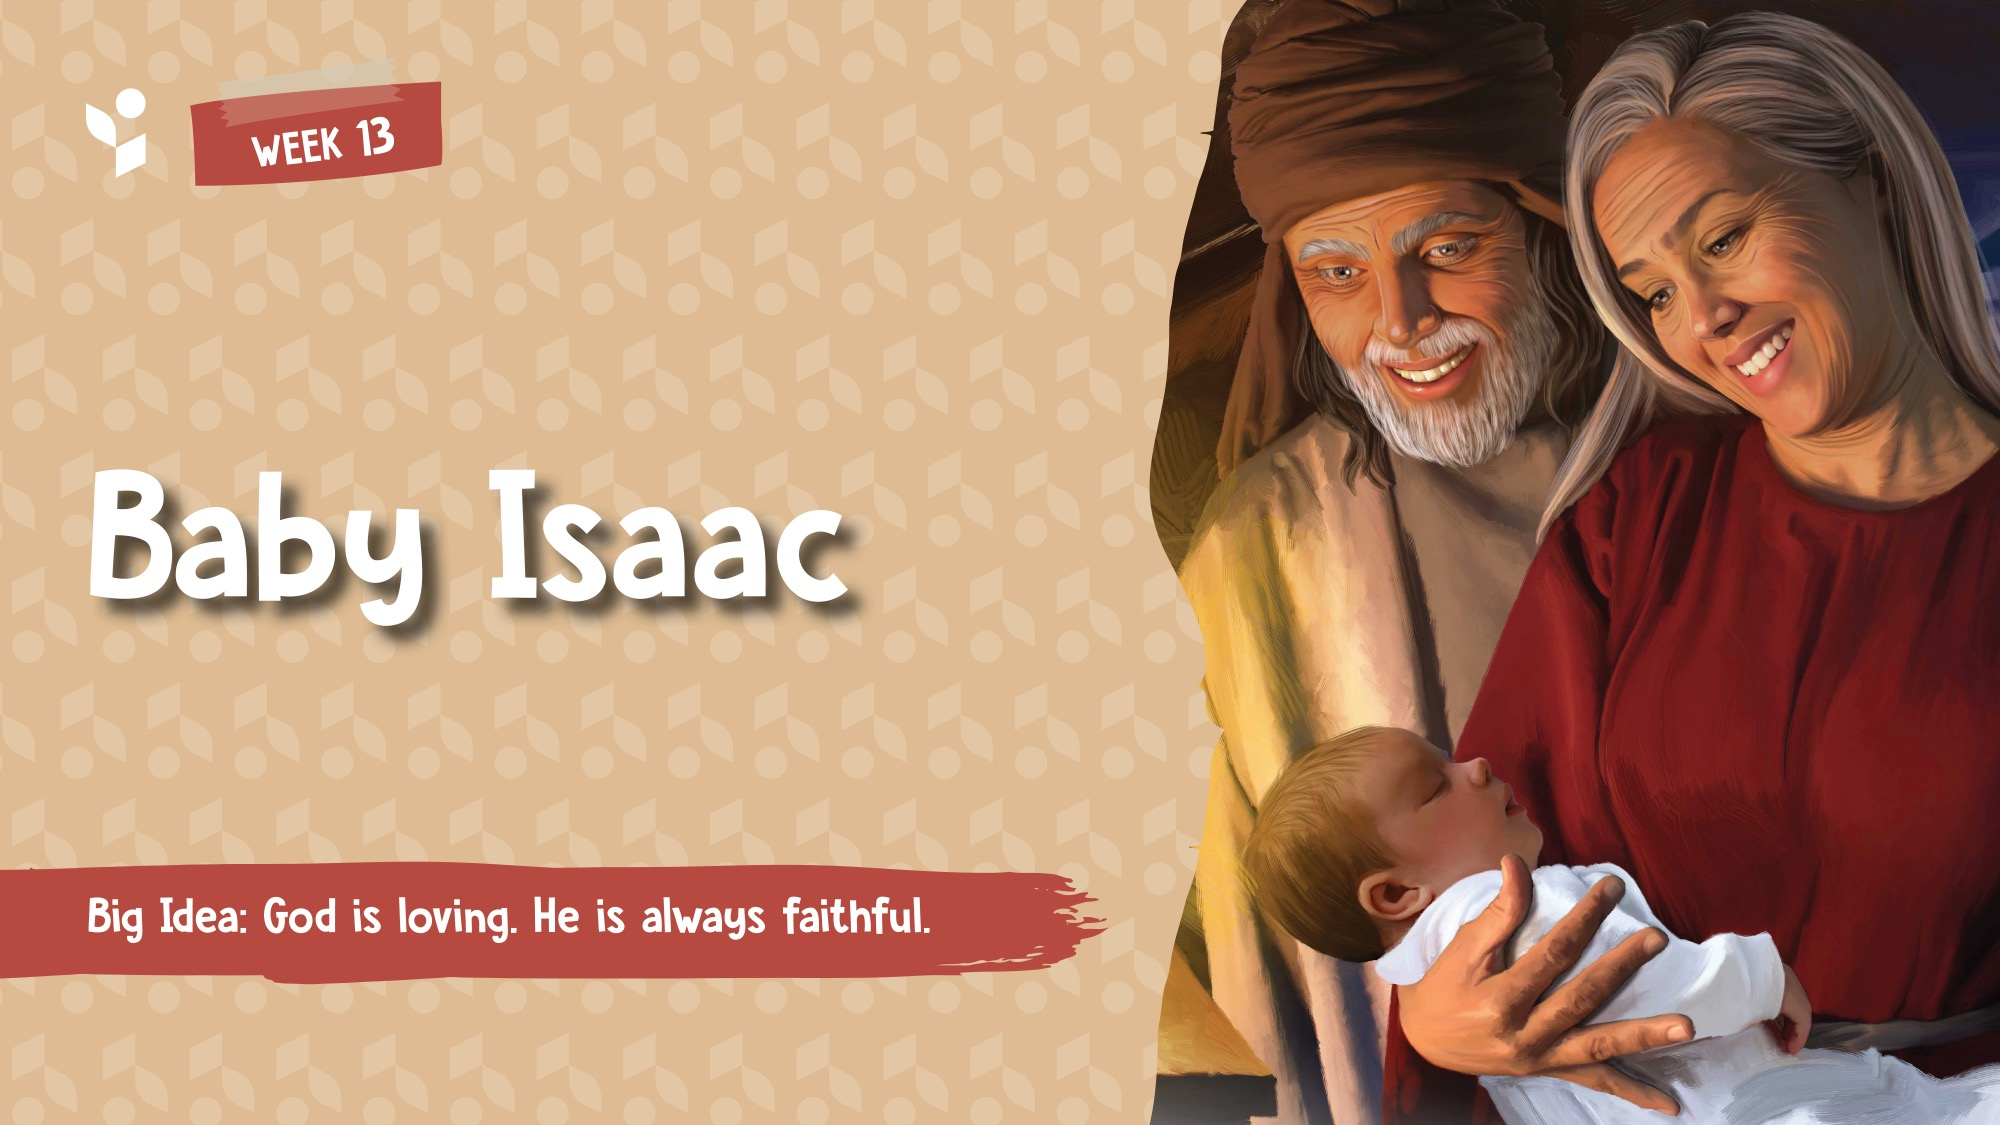 WEEK 13
Baby Isaac
Big Idea: God is loving. He is always faithful.